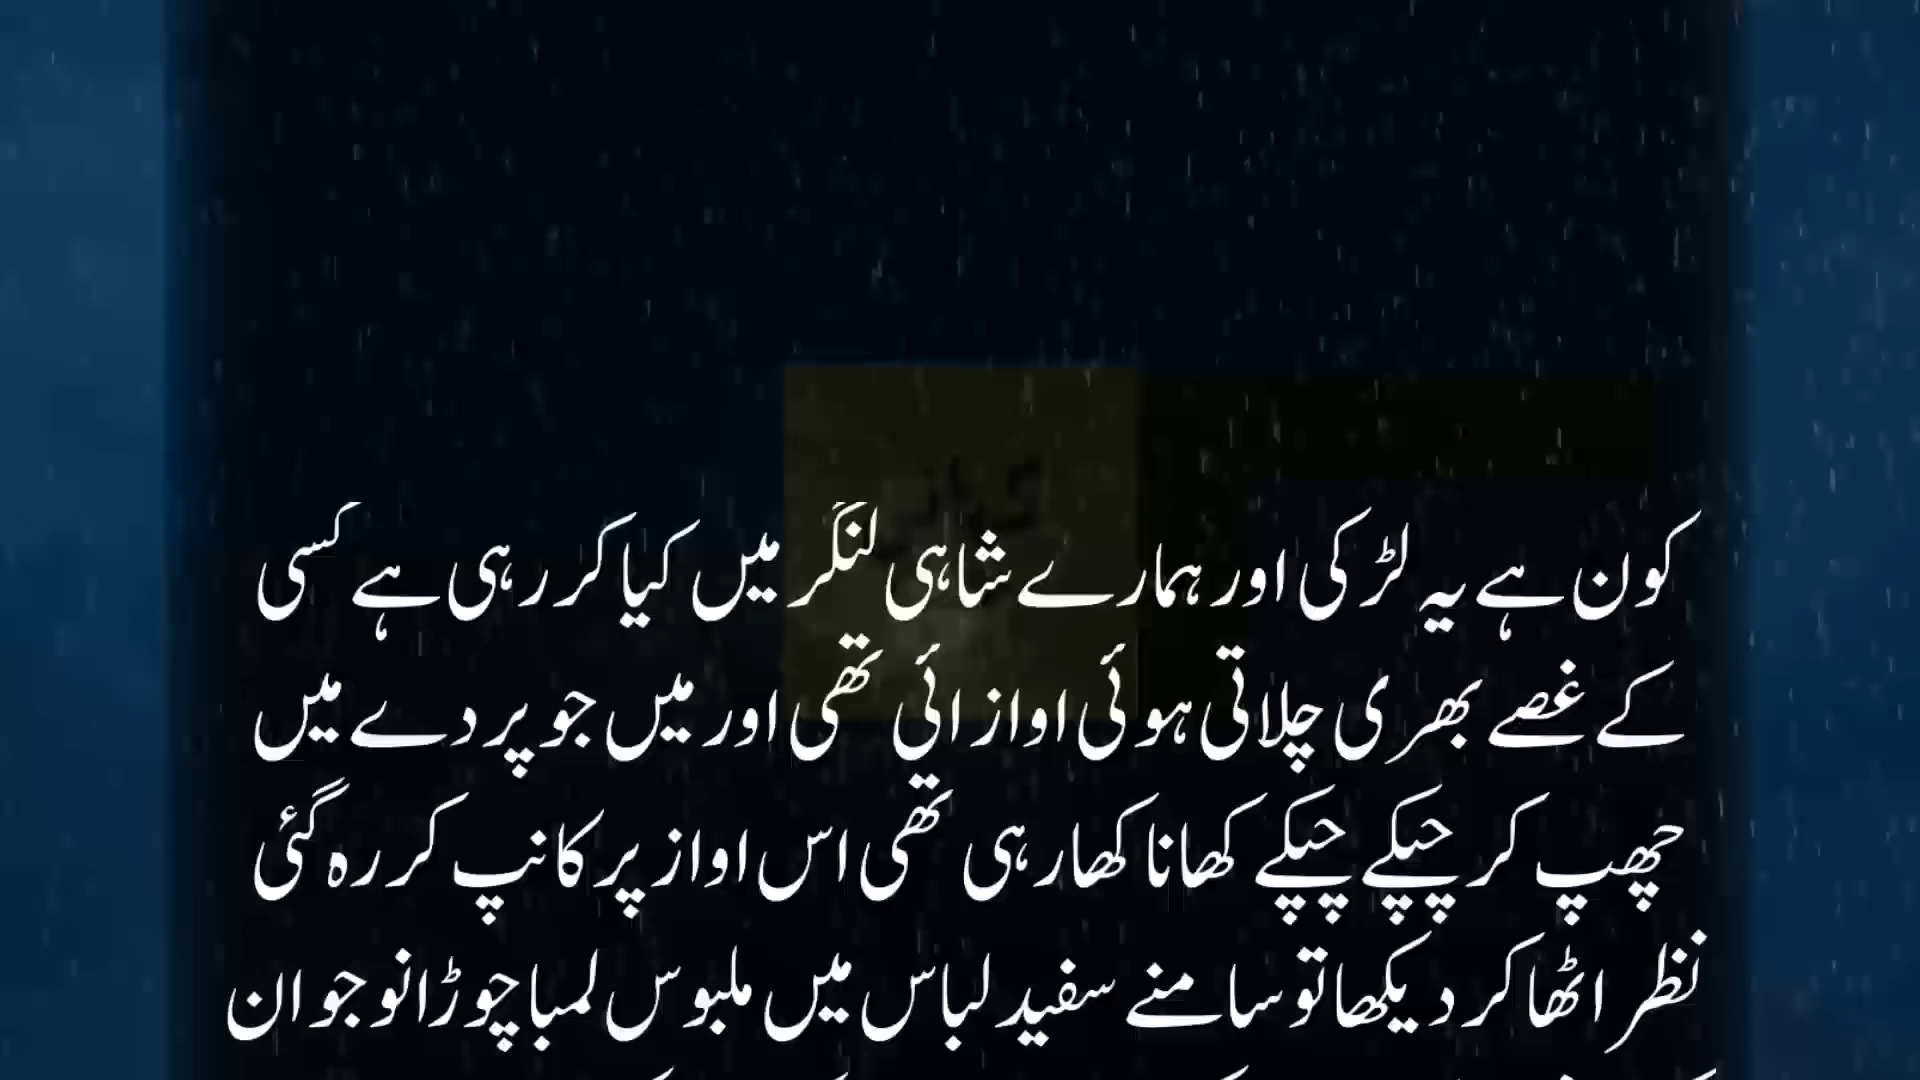 کون ہے یہ لڑکی اور ہمارے شاہی لنگر میں کیا کر رہی ہے کسی
کے غصے بھری چلاتی ہوئی اواز ائی تھی اور میں جو پردے میں
چھپ کر چپکے چپکے کھانا کھا رہی تھی اس اواز پر کانپ کر رہ گئی
نظر اٹھا کر دیکھا تو سامنے سفید لباس میں ملبوس لمبا چوڑا نوجوان